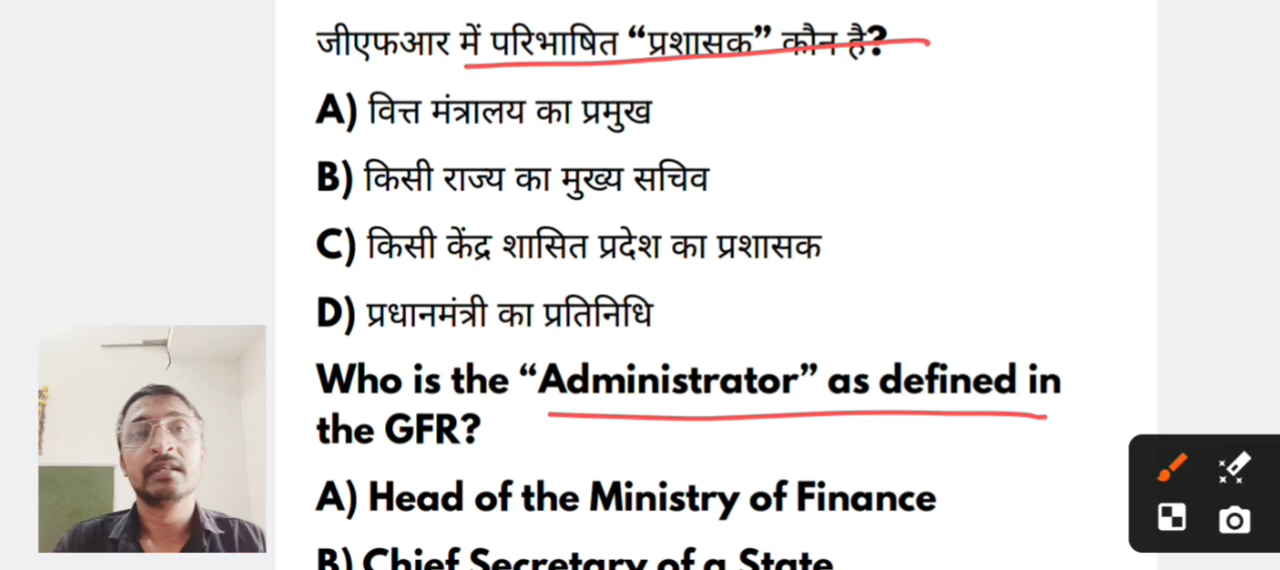 जीएफआर में परिभाषित “प्रशासक” कौन है?
A) वित्त मंत्रालय का प्रमुख
B) किसी राज्य का मुख्य सचिव
C) किसी केंद्र शासित प्रदेश का प्रशासक
D) प्रधानमंत्री का प्रतिनिधि
Who is the “Administrator” as defined in
the GFR?
A) Head of the Ministry of Finance
B) Chief Secretary of a State